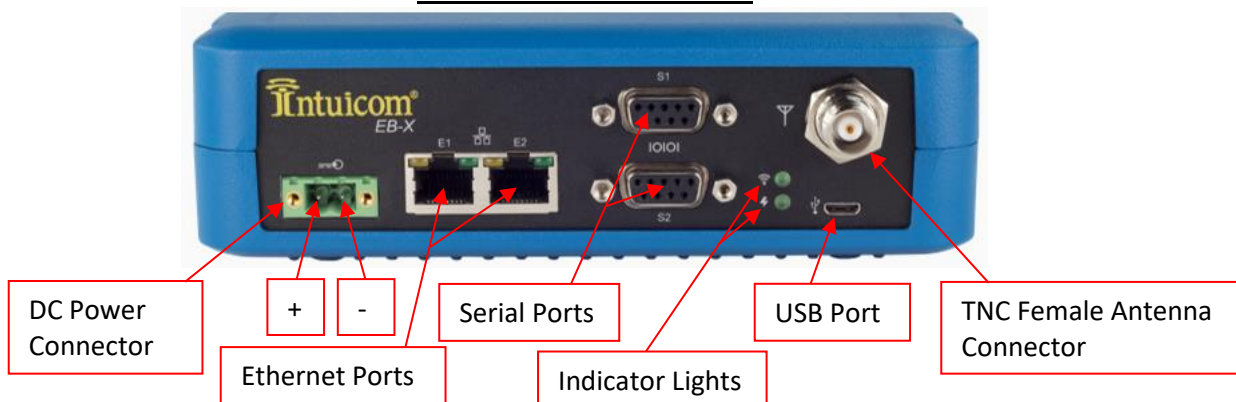 Intuicom®
EB-X
E1
E2
S1
IOIOI
S2
DC Power
Connector
+
-
Ethernet Ports
Serial Ports
Indicator Lights
USB Port
TNC Female Antenna
Connector